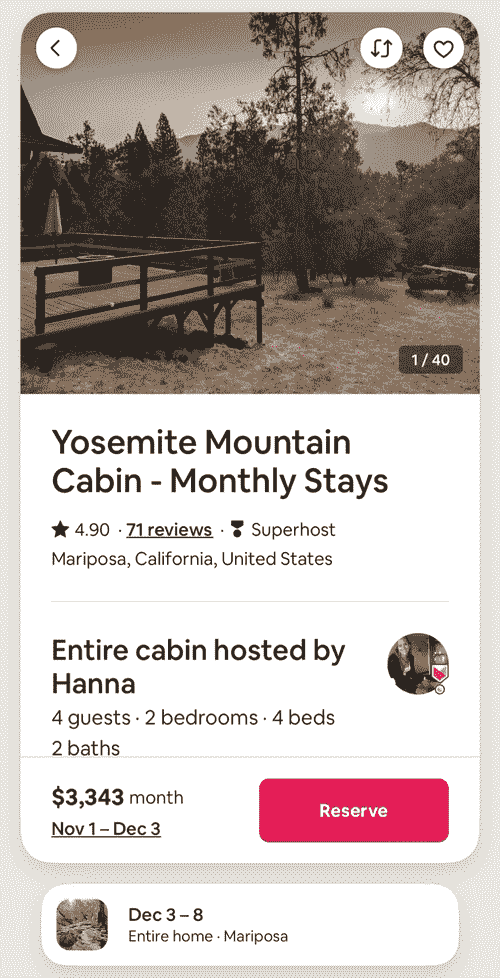 1 / 40
Yosemite Mountain
Cabin - Monthly Stays
4.90 · 71 reviews · Superhost
Mariposa, California, United States
Entire cabin hosted by
Hanna
4 guests · 2 bedrooms · 4 beds
2 baths
$3,343 month
Nov 1 – Dec 3
Reserve
Dec 3 – 8
Entire home · Mariposa